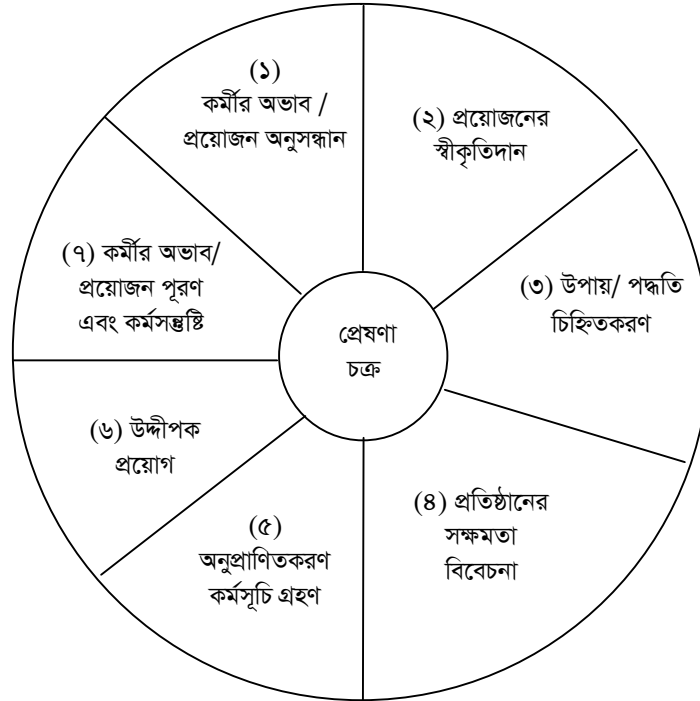 (১)
কর্মীর অভাব /
প্রয়োজন অনুসন্ধান
(২) প্রয়োজনের
স্বীকৃতিদান
(৩) উপায়/ পদ্ধতি
চিহ্নিতকরণ
(৪) প্রতিষ্ঠানের
সক্ষমতা
বিবেচনা
(৫)
অনুপ্রাণিতকরণ
কর্মসূচি গ্রহণ
(৬) উদ্দীপক
প্রয়োগ
(৭) কর্মীর অভাব/
প্রয়োজন পূরণ
এবং কর্মসন্তুষ্টি
প্রেষণা
চক্র